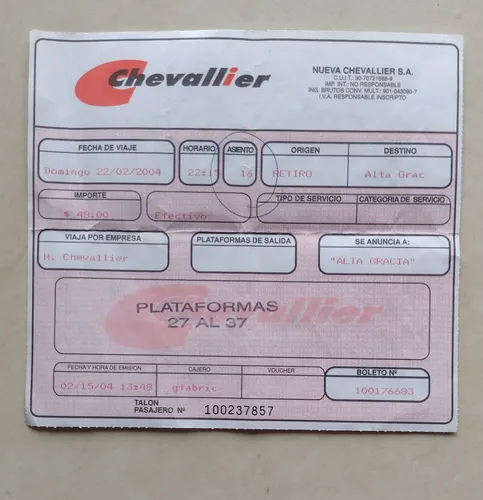 Chevallier
NUEVA CHEVALLIER S.A.
C.U.I.T.: 30-70721888-9
IMP. INT.: NO RESPONSABLE
ING. BRUTOS CONV. MULT.: 901-043090-7
I.V.A. RESPONSABLE INSCRIPTO
FECHA DE VIAJE HORARIO ASIENTO ORIGEN DESTINO
Domingo 22/02/2004 22:15 16 RETIRO Alta Grac
IMPORTE TIPO DE SERVICIO CATEGORIA DE SERVICIO
$ 49.00 Efectivo
VIAJA POR EMPRESA PLATAFORMAS DE SALIDA SE ANUNCIA A:
N. Chevallier "ALTA GRACIA"
Chevallier
PLATAFORMAS
27 AL 37
FECHA Y HORA DE EMISION CAJERO VOUCHER BOLETO Nº
02/15/04 13:48 gfabric 100176683
TALON
PASAJERO Nº 100237857